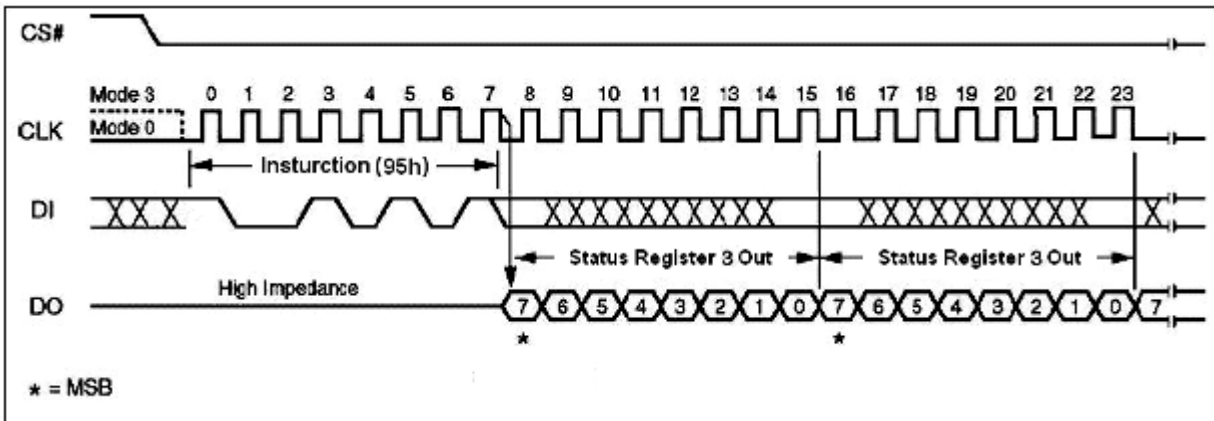 CS#
Mode 3
0 1 2 3 4 5 6 7 8 9 10 11 12 13 14 15 16 17 18 19 20 21 22 23
CLK
Mode 0
Insturction (95h)
DI
Status Register 3 Out
Status Register 3 Out
High Impedance
DO
7 6 5 4 3 2 1 0 7 6 5 4 3 2 1 0 7
* *
* = MSB